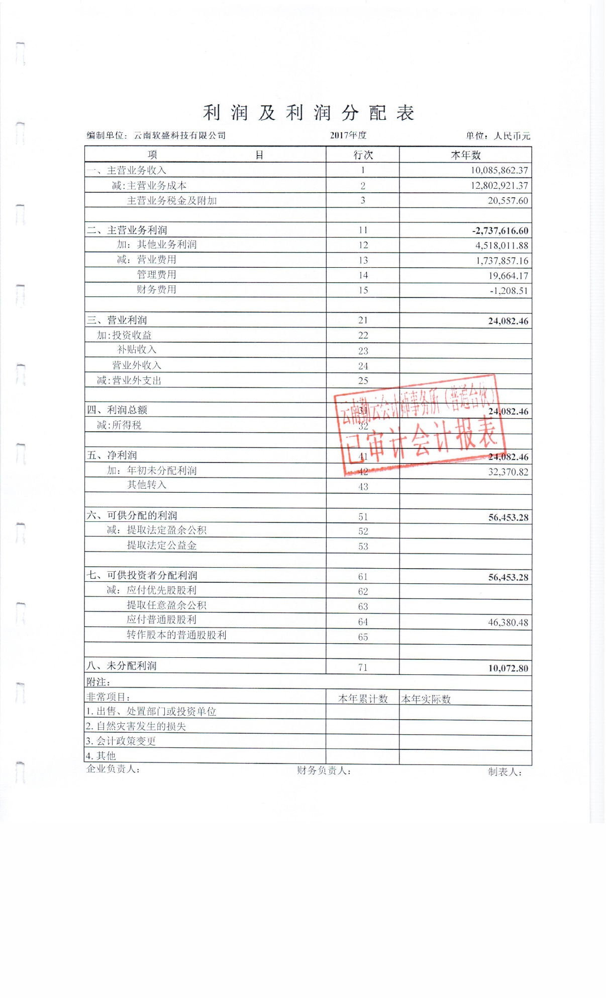 利润及利润分配表
编制单位：云南软盛科技有限公司 2017年度 单位：人民币元
项 目 行次 本年数
一、主营业务收入 1 10,085,862.37
减:主营业务成本 2 12,802,921.37
主营业务税金及附加 3 20,557.60
二、主营业务利润 11 -2,737,616.60
加：其他业务利润 12 4,518,011.88
减：营业费用 13 1,737,857.16
管理费用 14 19,664.17
财务费用 15 -1,208.51
三、营业利润 21 24,082.46
加:投资收益 22
补贴收入 23
营业外收入 24
减:营业外支出 25
云南勤云会计师事务所（普通合伙）
已审计会计报表
四、利润总额 31 24,082.46
减:所得税 32
五、净利润 41 24,082.46
加：年初未分配利润 42 32,370.82
其他转入 43
六、可供分配的利润 51 56,453.28
减：提取法定盈余公积 52
提取法定公益金 53
七、可供投资者分配利润 61 56,453.28
减：应付优先股股利 62
提取任意盈余公积 63
应付普通股股利 64 46,380.48
转作股本的普通股股利 65
八、未分配利润 71 10,072.80
附注：
非常项目： 本年累计数 本年实际数
1.出售、处置部门或投资单位
2.自然灾害发生的损失
3.会计政策变更
4.其他
企业负责人： 财务负责人： 制表人：